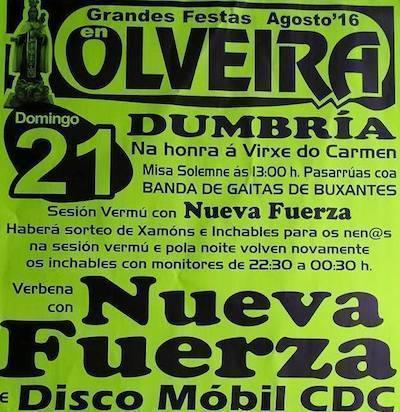 Grandes Festas Agosto'16
en
OLVEIRA
Domingo
21
DUMBRÍA
Na honra á Virxe do Carmen
Misa Solemne ás 13:00 h. Pasarrúas coa
BANDA DE GAITAS DE BUXANTES
Sesión Vermú con Nueva Fuerza
Haberá sorteo de Xamóns e Inchables para os nen@s
na sesión vermú e pola noite volven novamente
os inchables con monitores de 22:30 a 00:30 h.
Verbena
con
Nueva
Fuerza
e Disco Móbil CDC